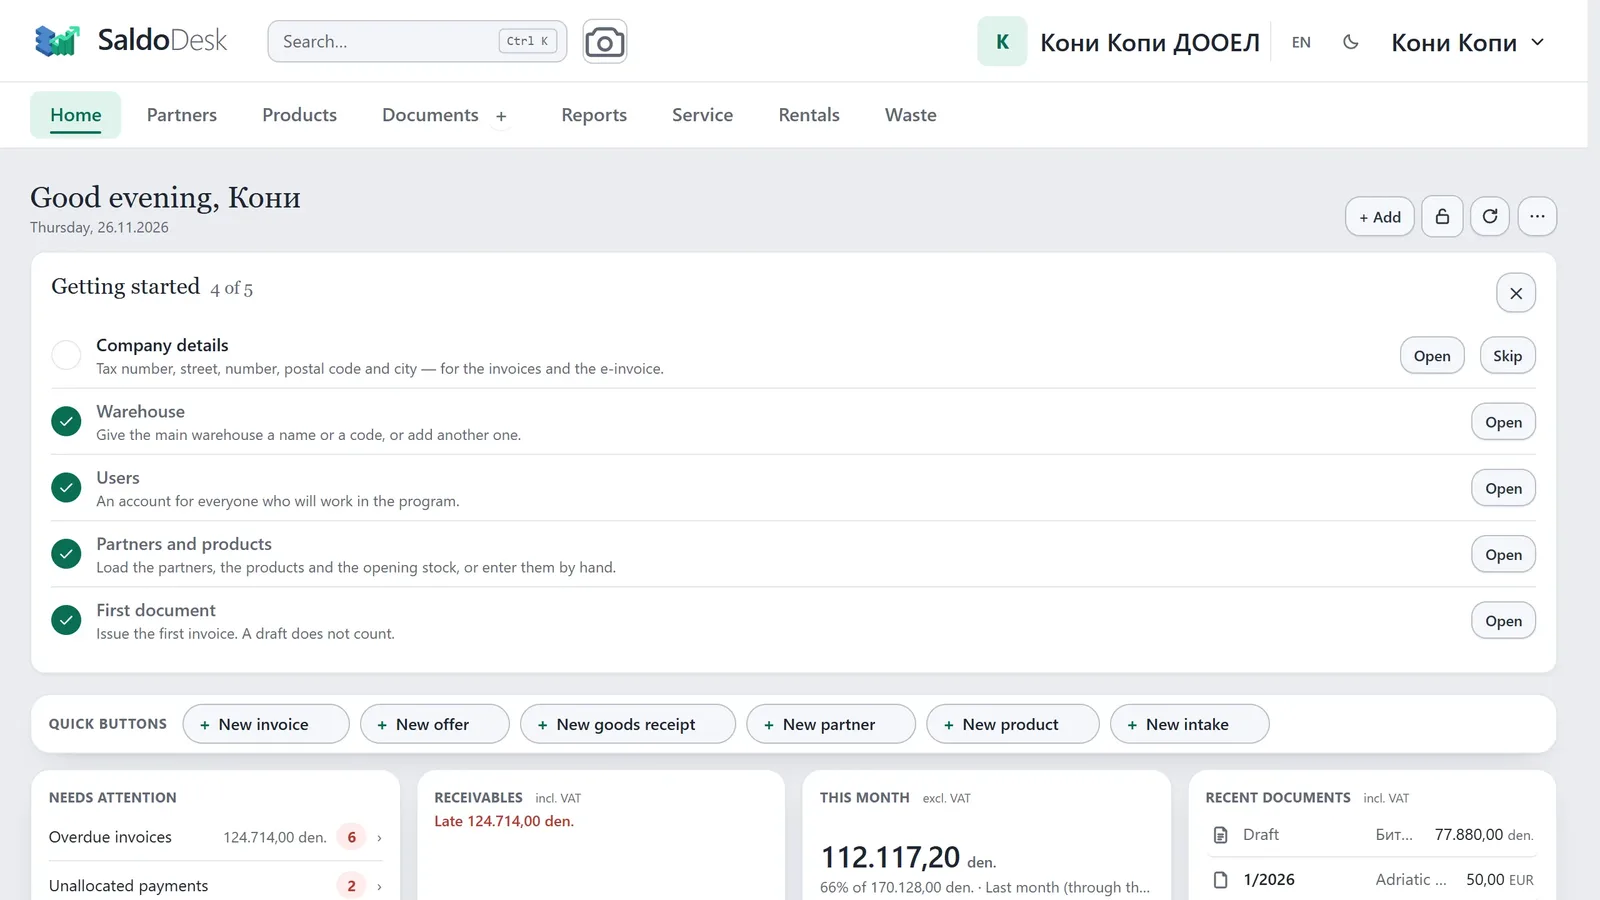 SaldoDesk
Search...
Ctrl K
К
Кони Копи ДООЕЛ
EN
Кони Копи
Home
Partners
Products
Documents +
Reports
Service
Rentals
Waste
Good evening, Кони
Thursday, 26.11.2026
+ Add
Getting started 4 of 5
Company details
Tax number, street, number, postal code and city — for the invoices and the e-invoice.
Open
Skip
Warehouse
Give the main warehouse a name or a code, or add another one.
Open
Users
An account for everyone who will work in the program.
Open
Partners and products
Load the partners, the products and the opening stock, or enter them by hand.
Open
First document
Issue the first invoice. A draft does not count.
Open
QUICK BUTTONS
+ New invoice
+ New offer
+ New goods receipt
+ New partner
+ New product
+ New intake
NEEDS ATTENTION
Overdue invoices 124.714,00 den. 6 ›
Unallocated payments 2 ›
RECEIVABLES incl. VAT
Late 124.714,00 den.
THIS MONTH excl. VAT
112.117,20 den.
66% of 170.128,00 den. · Last month (through th...
RECENT DOCUMENTS incl. VAT
Draft Бит... 77.880,00 den.
1/2026 Adriatic ... 50,00 EUR